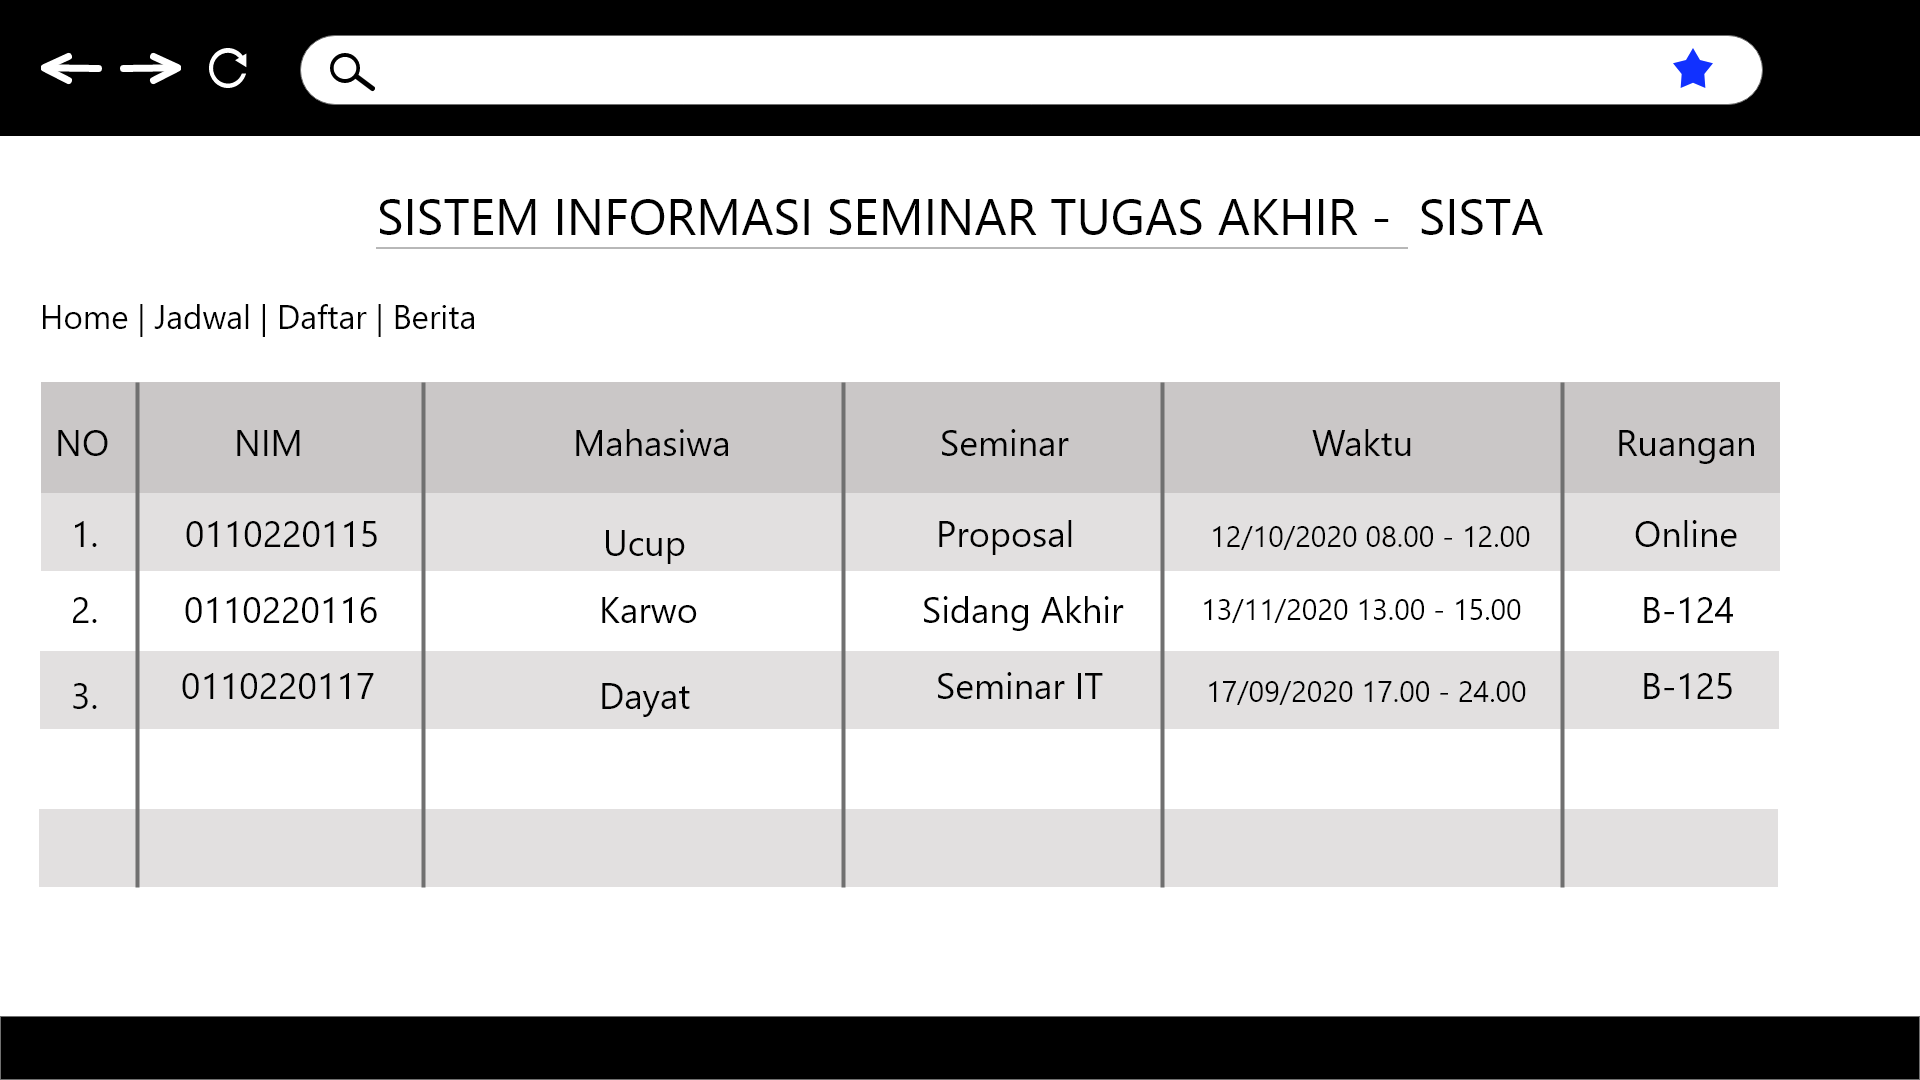 SISTEM INFORMASI SEMINAR TUGAS AKHIR - SISTA
Home | Jadwal | Daftar | Berita
NO NIM Mahasiwa Seminar Waktu Ruangan
1. 0110220115 Ucup Proposal 12/10/2020 08.00 - 12.00 Online
2. 0110220116 Karwo Sidang Akhir 13/11/2020 13.00 - 15.00 B-124
3. 0110220117 Dayat Seminar IT 17/09/2020 17.00 - 24.00 B-125